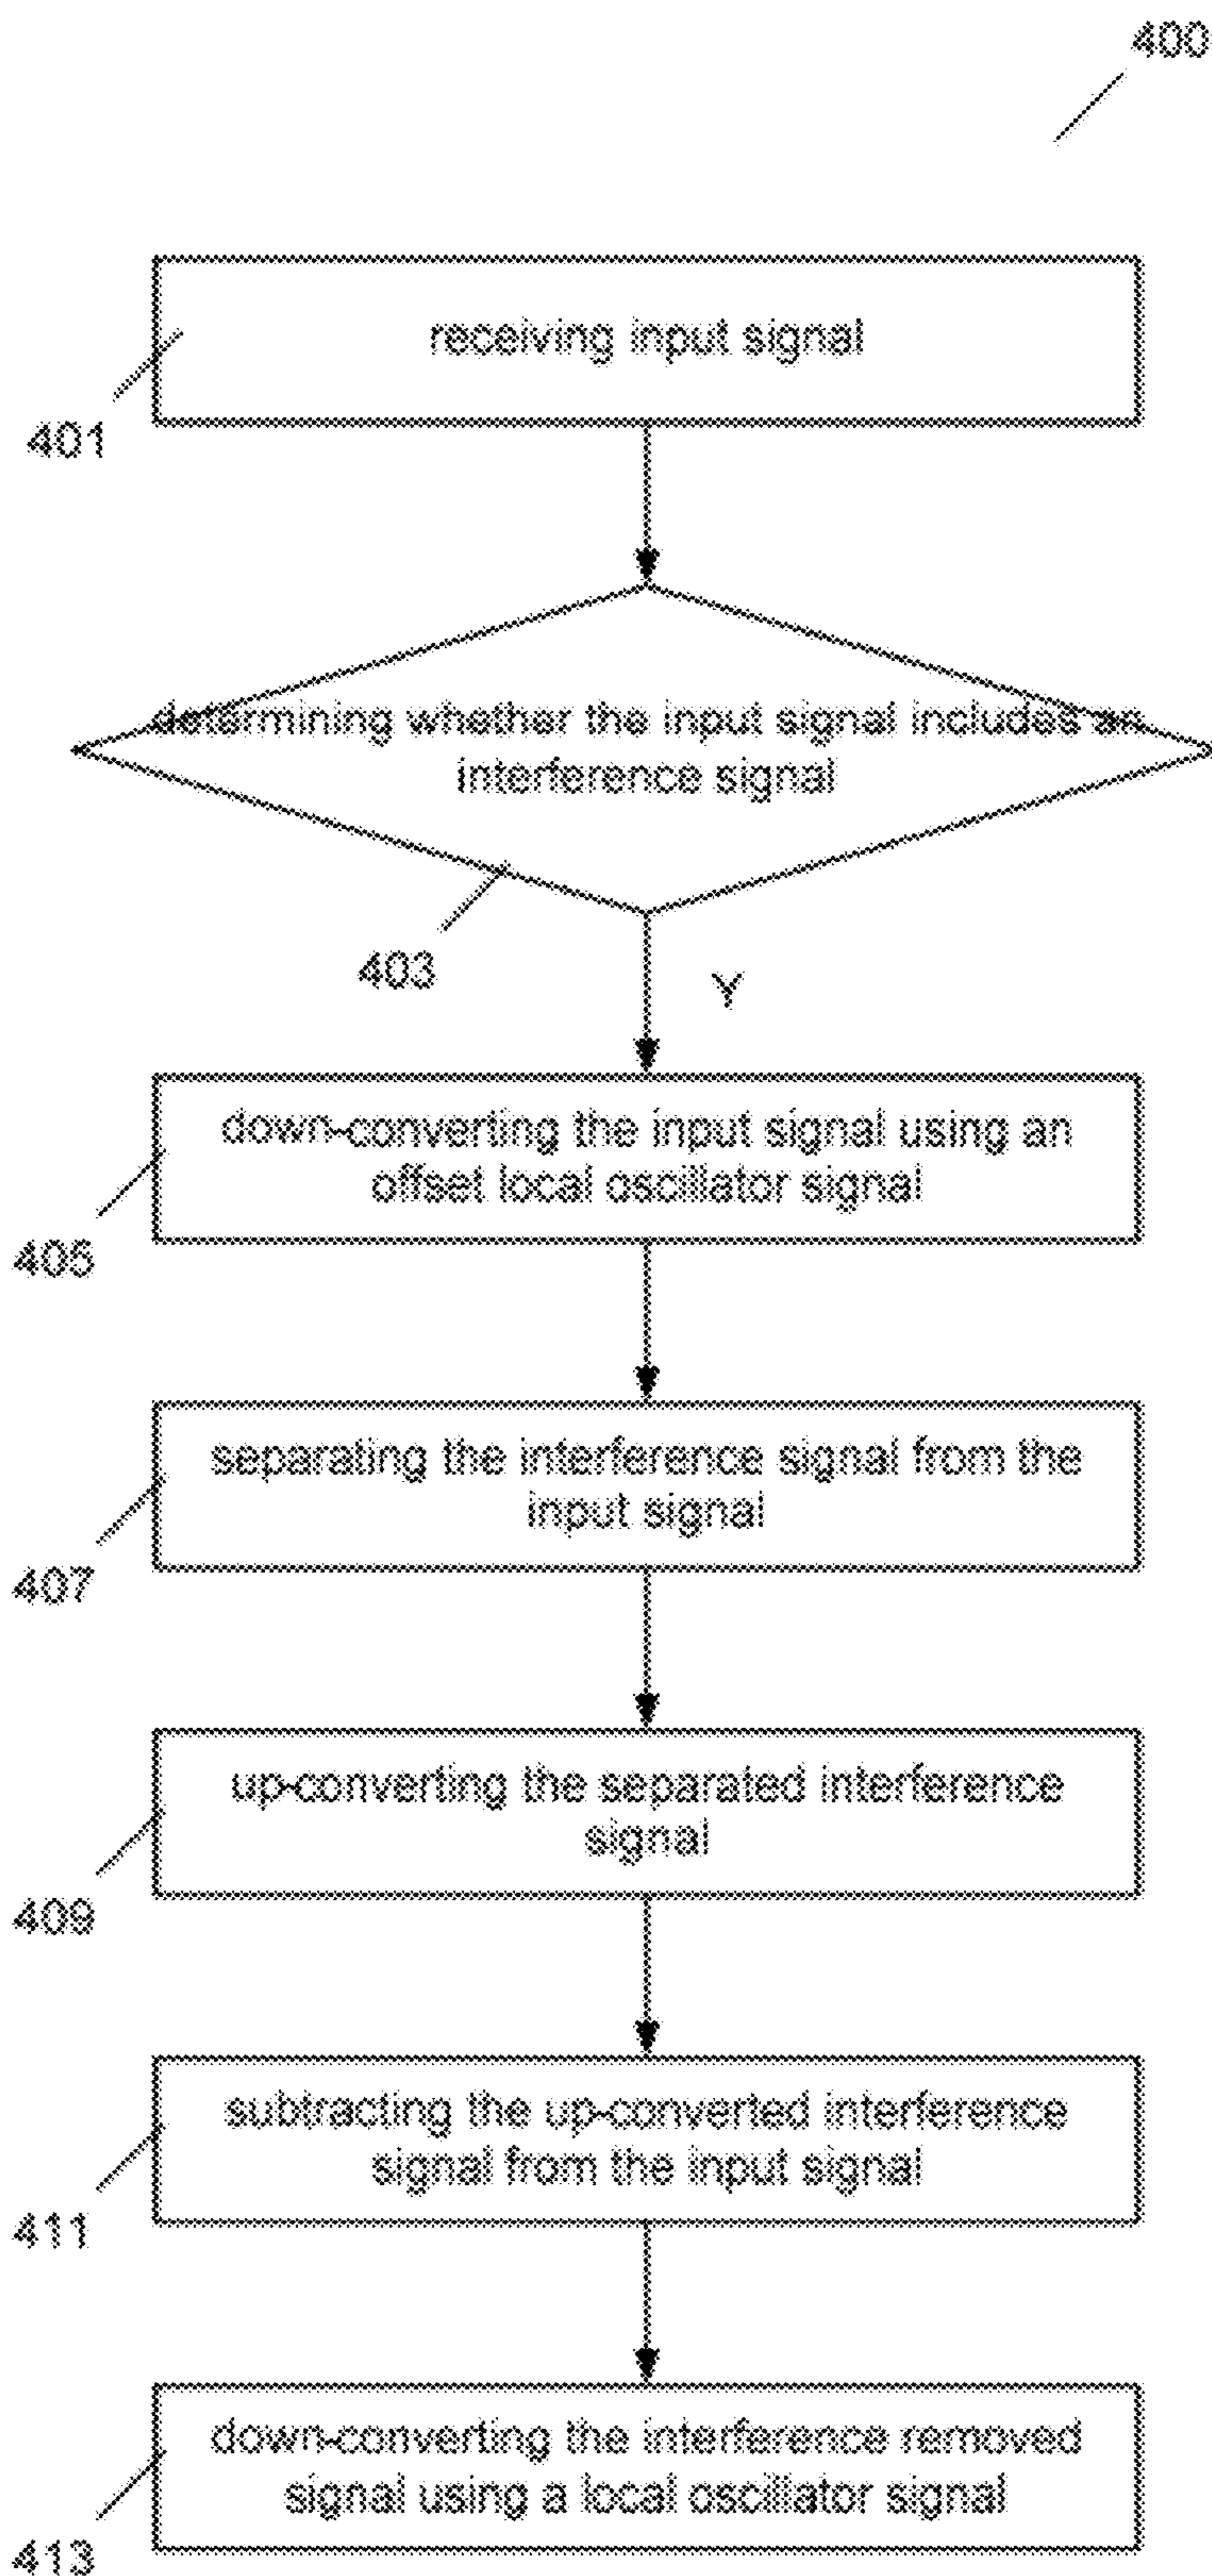 400
receiving input signal
401
determining whether the input signal includes an
interference signal
403
Y
down-converting the input signal using an
offset local oscillator signal
405
separating the interference signal from the
input signal
407
up-converting the separated interference
signal
409
subtracting the up-converted interference
signal from the input signal
411
down-converting the interference removed
signal using a local oscillator signal
413